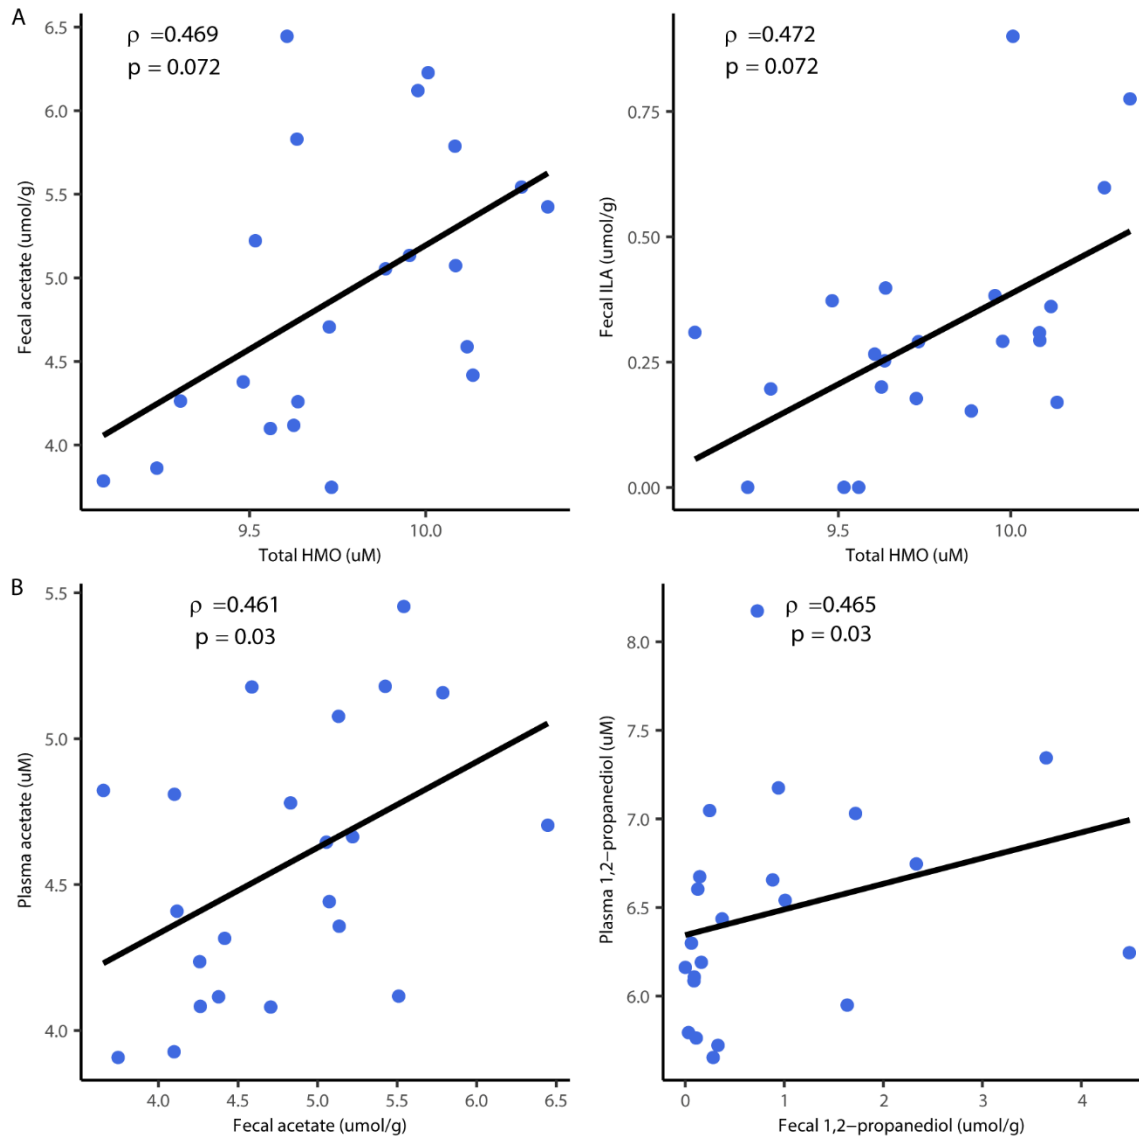 A
ρ =0.469
p = 0.072
6.5
6.0
5.5
5.0
4.5
4.0
Fecal acetate (umol/g)
9.5 10.0
Total HMO (uM)
ρ =0.472
p = 0.072
0.75
0.50
0.25
0.00
Fecal ILA (umol/g)
9.5 10.0
Total HMO (uM)
B
ρ =0.461
p = 0.03
5.5
5.0
4.5
4.0
Plasma acetate (uM)
4.0 4.5 5.0 5.5 6.0 6.5
Fecal acetate (umol/g)
ρ =0.465
p = 0.03
8.0
7.5
7.0
6.5
6.0
Plasma 1,2−propanediol (uM)
0 1 2 3 4
Fecal 1,2−propanediol (umol/g)